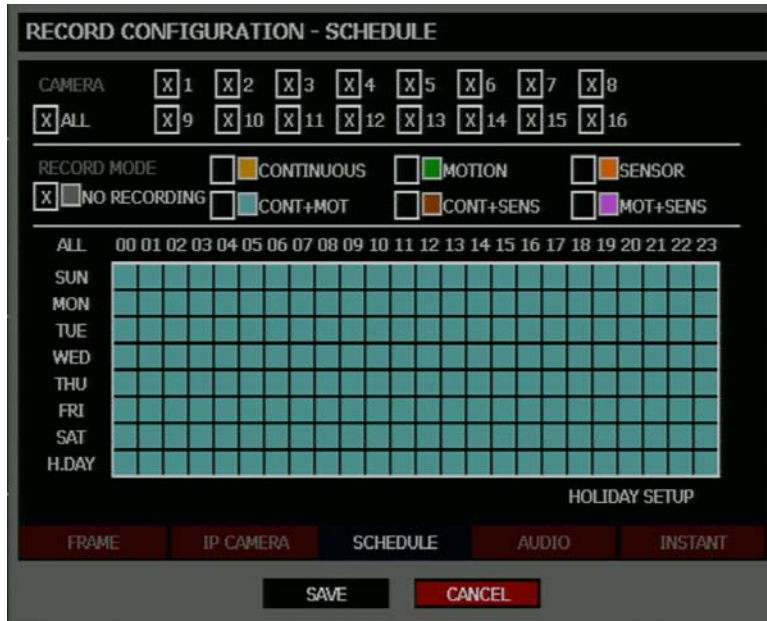 RECORD CONFIGURATION - SCHEDULE
CAMERA X 1 X 2 X 3 X 4 X 5 X 6 X 7 X 8
X ALL X 9 X 10 X 11 X 12 X 13 X 14 X 15 X 16
RECORD MODE CONTINUOUS MOTION SENSOR
X NO RECORDING CONT+MOT CONT+SENS MOT+SENS
ALL 00 01 02 03 04 05 06 07 08 09 10 11 12 13 14 15 16 17 18 19 20 21 22 23
SUN
MON
TUE
WED
THU
FRI
SAT
H.DAY
HOLIDAY SETUP
FRAME IP CAMERA SCHEDULE AUDIO INSTANT
SAVE CANCEL